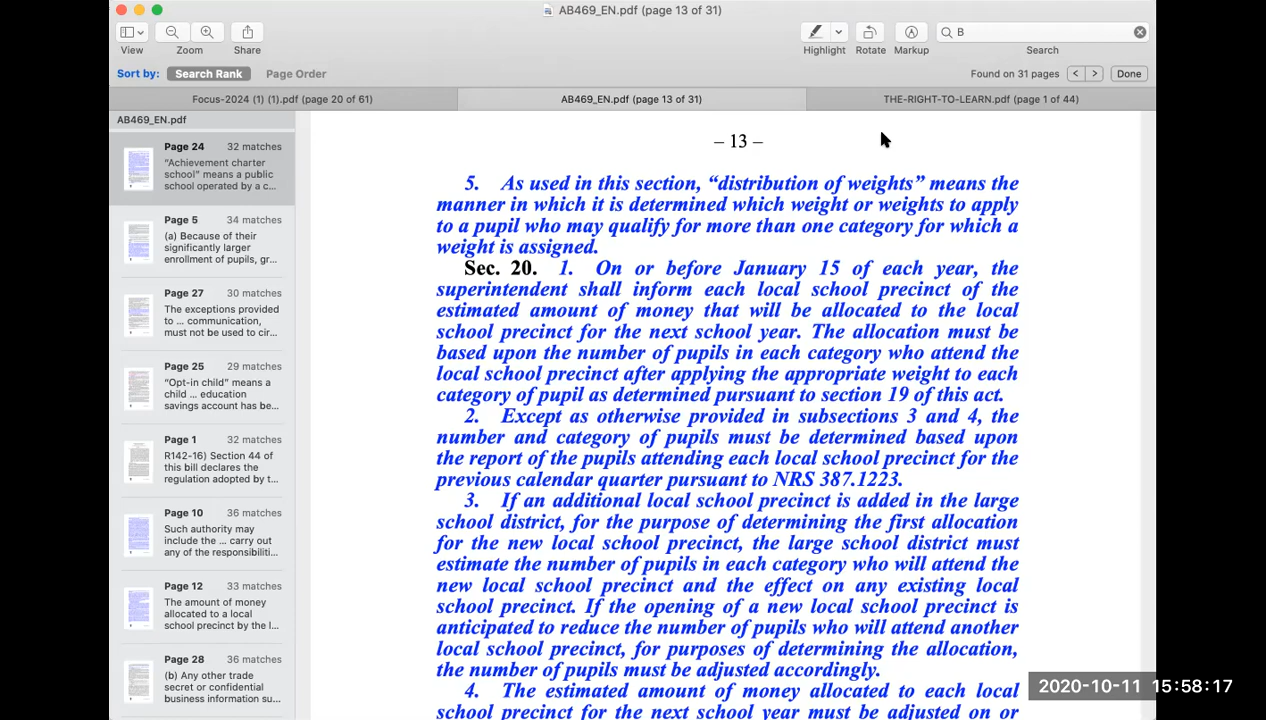 AB469_EN.pdf (page 13 of 31)
View
Zoom
Share
Highlight
Rotate
Markup
B
Search
Sort by:
Search Rank
Page Order
Found on 31 pages
Done
Focus-2024 (1) (1).pdf (page 20 of 61)
AB469_EN.pdf (page 13 of 31)
THE-RIGHT-TO-LEARN.pdf (page 1 of 44)
AB469_EN.pdf
Page 24 32 matches
“Achievement charter
school” means a public
school operated by a c...
Page 5 34 matches
(a) Because of their
significantly larger
enrollment of pupils, gr...
Page 27 30 matches
The exceptions provided
to ... communication,
must not be used to cir...
Page 25 29 matches
“Opt-in child” means a
child ... education
savings account has be...
Page 1 32 matches
R142-16) Section 44 of
this bill declares the
regulation adopted by t...
Page 10 36 matches
Such authority may
include the ... carry out
any of the responsibiliti...
Page 12 33 matches
The amount of money
allocated to a local
school precinct by the l...
Page 28 36 matches
(b) Any other trade
secret or confidential
business information su...
– 13 –
5. As used in this section, “distribution of weights” means the
manner in which it is determined which weight or weights to apply
to a pupil who may qualify for more than one category for which a
weight is assigned.
Sec. 20. 1. On or before January 15 of each year, the
superintendent shall inform each local school precinct of the
estimated amount of money that will be allocated to the local
school precinct for the next school year. The allocation must be
based upon the number of pupils in each category who attend the
local school precinct after applying the appropriate weight to each
category of pupil as determined pursuant to section 19 of this act.
2. Except as otherwise provided in subsections 3 and 4, the
number and category of pupils must be determined based upon
the report of the pupils attending each local school precinct for the
previous calendar quarter pursuant to NRS 387.1223.
3. If an additional local school precinct is added in the large
school district, for the purpose of determining the first allocation
for the new local school precinct, the large school district must
estimate the number of pupils in each category who will attend the
new local school precinct and the effect on any existing local
school precinct. If the opening of a new local school precinct is
anticipated to reduce the number of pupils who will attend another
local school precinct, for purposes of determining the allocation,
the number of pupils must be adjusted accordingly.
4. The estimated amount of money allocated to each local
school precinct for the next school year must be adjusted on or
2020-10-11 15:58:17